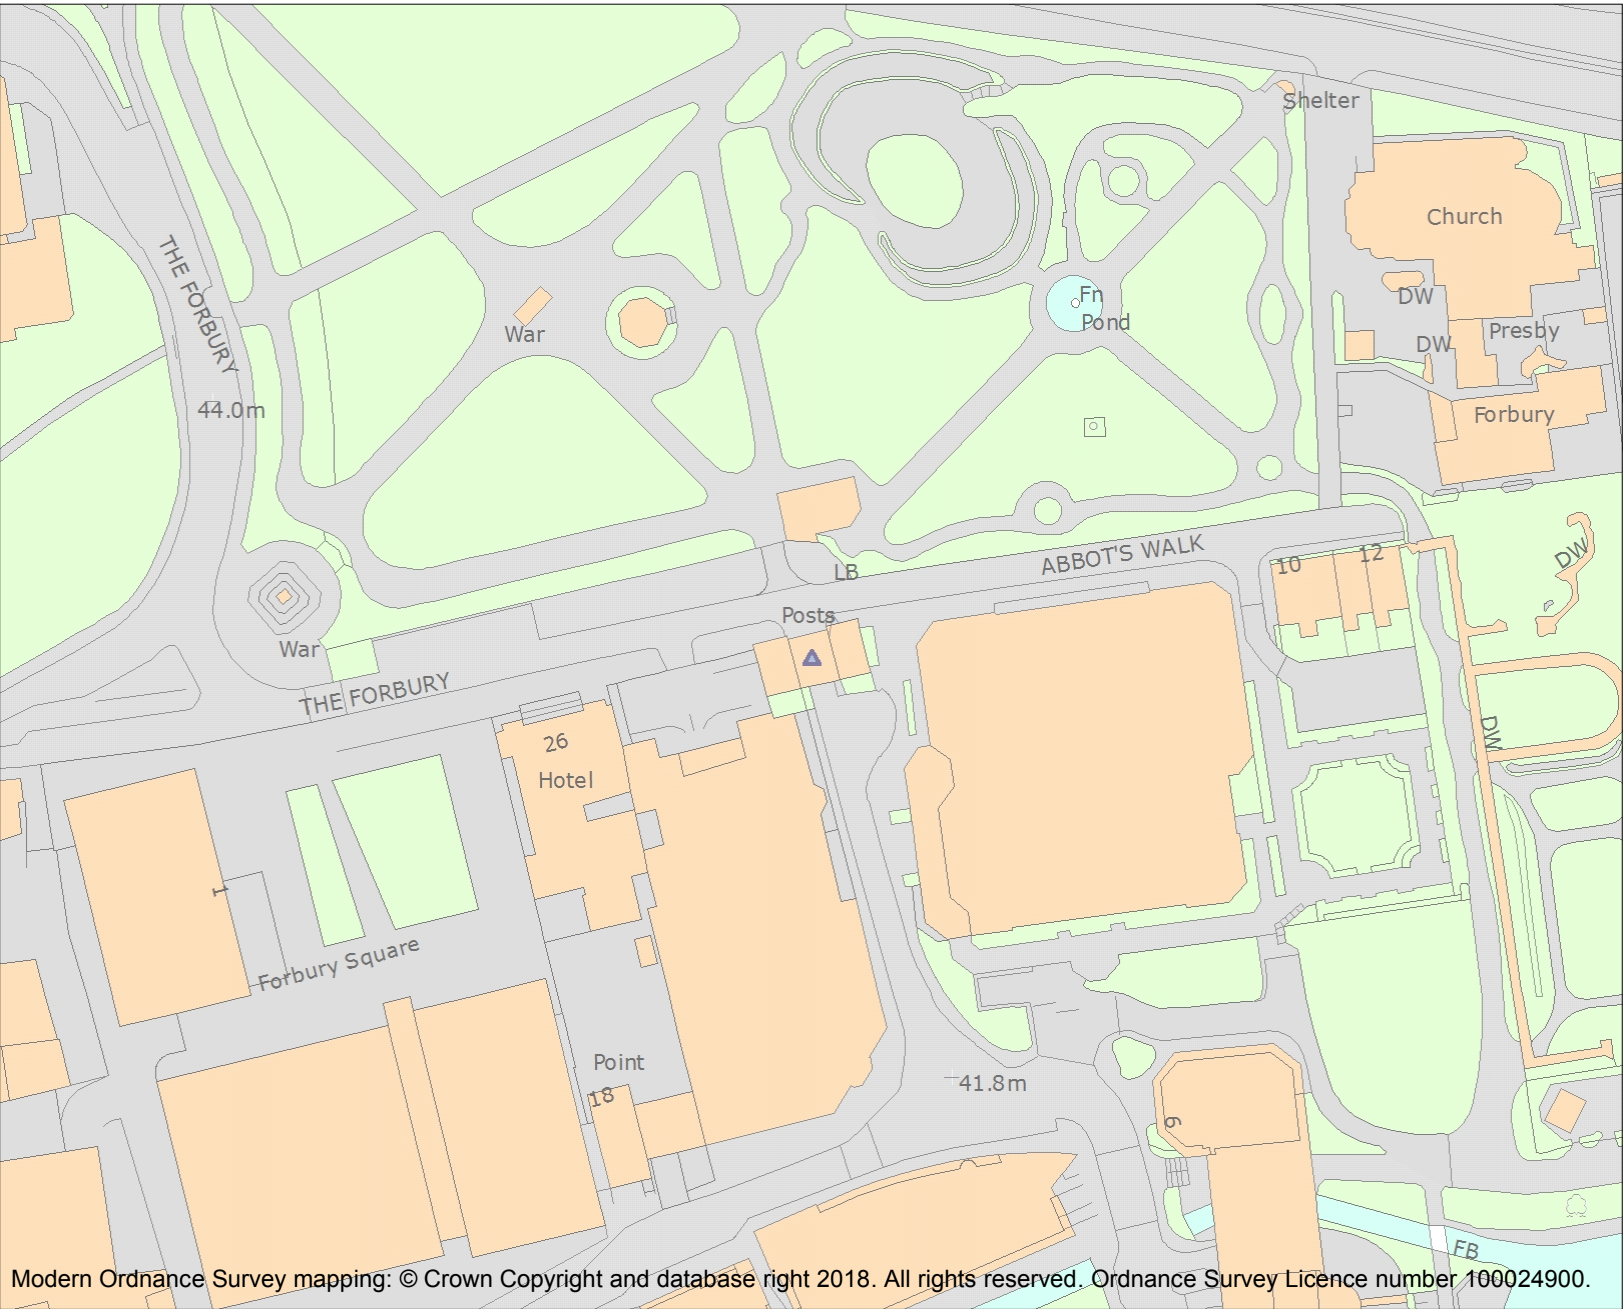 Shelter
Church
THE FORBURY
Fn
Pond
DW
War
DW
Presby
44.0m
Forbury
ABBOT'S WALK
10
12
DW
LB
Posts
War
THE FORBURY
26
Hotel
DW
1
Forbury Square
Point
18
41.8m
6
FB
Modern Ordnance Survey mapping: © Crown Copyright and database right 2018. All rights reserved. Ordnance Survey Licence number 100024900.